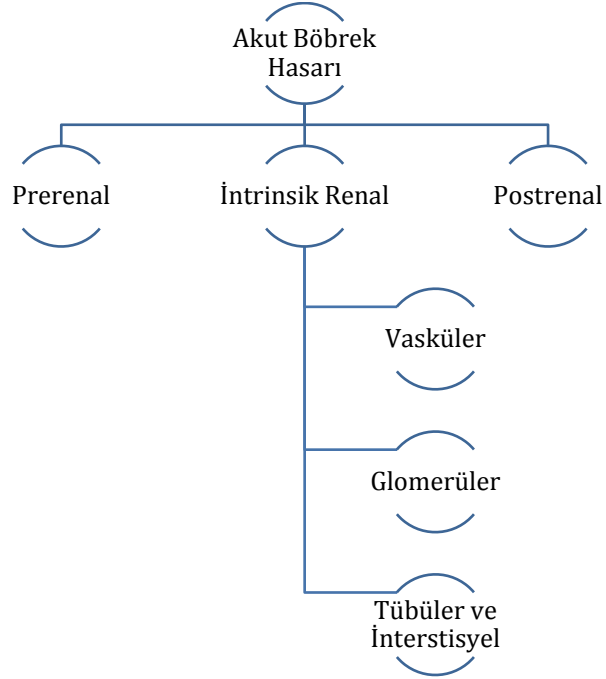 Akut Böbrek
Hasarı
Prerenal
İntrinsik Renal
Postrenal
Vasküler
Glomerüler
Tübüler ve
İnterstisyel